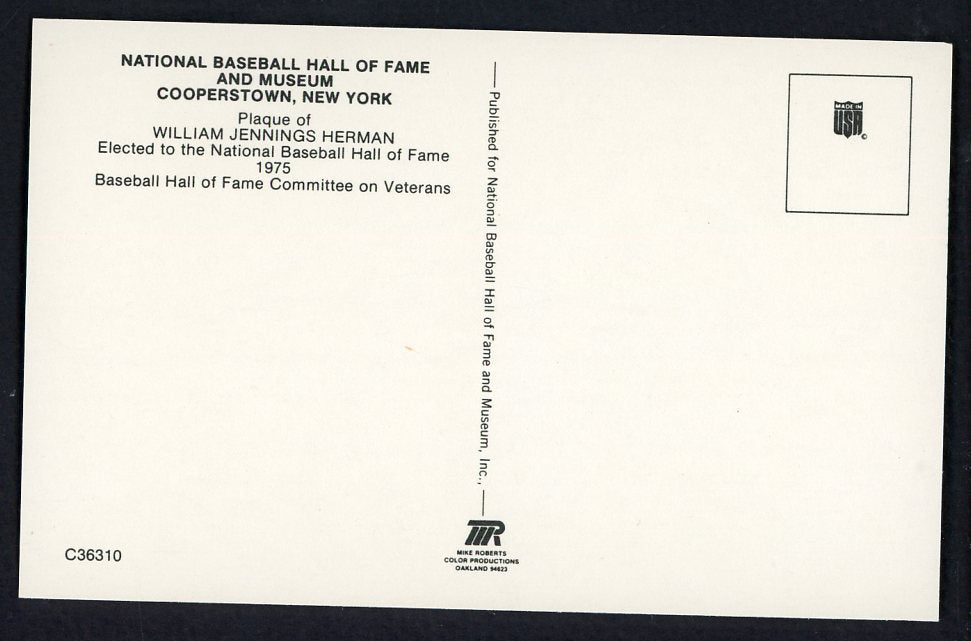 NATIONAL BASEBALL HALL OF FAME
AND MUSEUM
COOPERSTOWN, NEW YORK
Plaque of
WILLIAM JENNINGS HERMAN
Elected to the National Baseball Hall of Fame
1975
Baseball Hall of Fame Committee on Veterans
C36310
Published for National Baseball Hall of Fame and Museum, Inc.,
MR
MIKE ROBERTS
COLOR PRODUCTIONS
OAKLAND 94623
MADE IN
USA
©